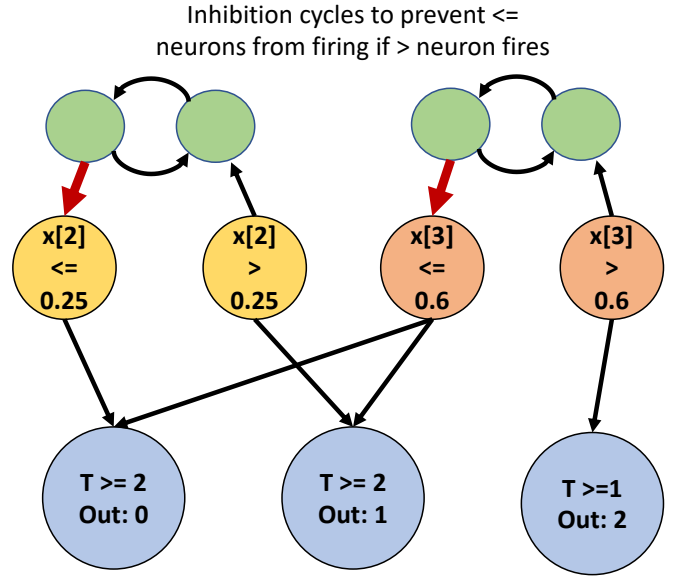 Inhibition cycles to prevent <=
neurons from firing if > neuron fires
x[2]
<=
0.25
x[2]
>
0.25
x[3]
<=
0.6
x[3]
>
0.6
T >= 2
Out: 0
T >= 2
Out: 1
T >=1
Out: 2